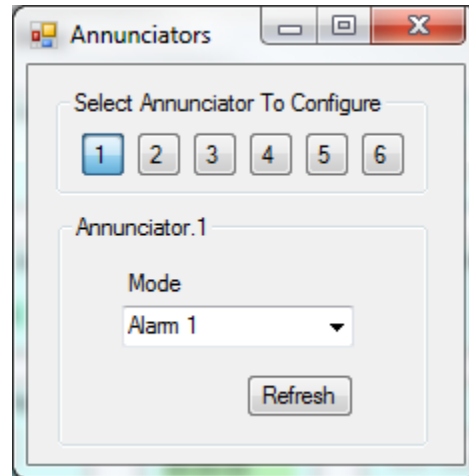 Annunciators
Select Annunciator To Configure
1 2 3 4 5 6
Annunciator.1
Mode
Alarm 1
Refresh